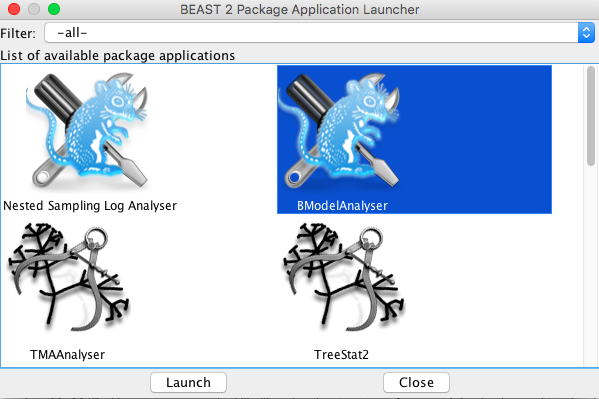 BEAST 2 Package Application Launcher
Filter: -all-
List of available package applications
Nested Sampling Log Analyser BModelAnalyser
TMAAnalyser TreeStat2
Launch Close